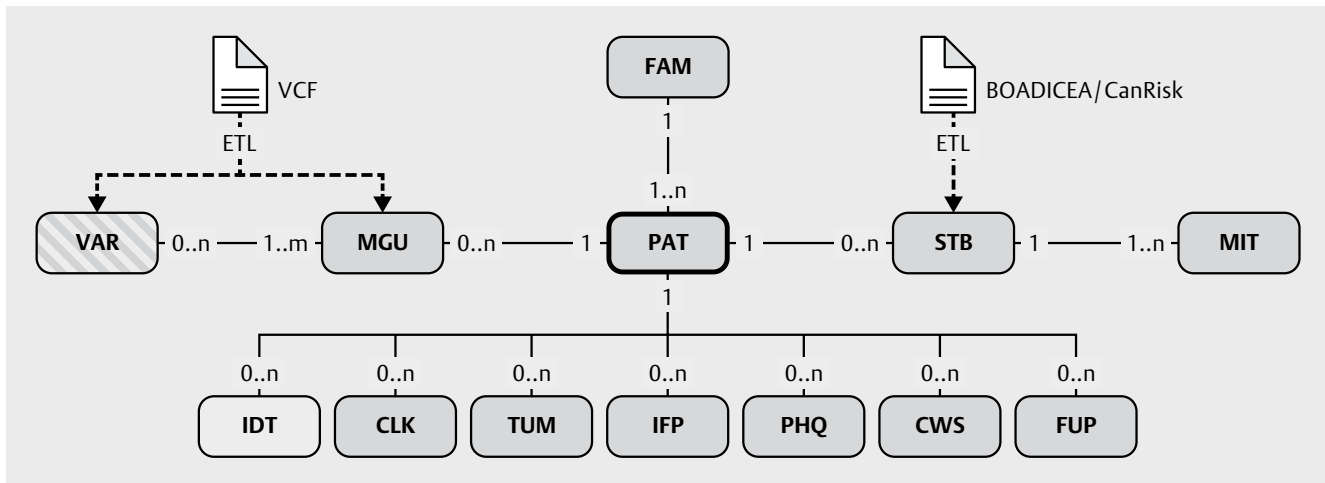 FAM
VCF
BOADICEA/CanRisk
1
ETL
ETL
1..n
VAR 0..n 1..m MGU 0..n 1 PAT 1 0..n STB 1 1..n MIT
1
0..n 0..n 0..n 0..n 0..n 0..n 0..n
IDT CLK TUM IFP PHQ CWS FUP